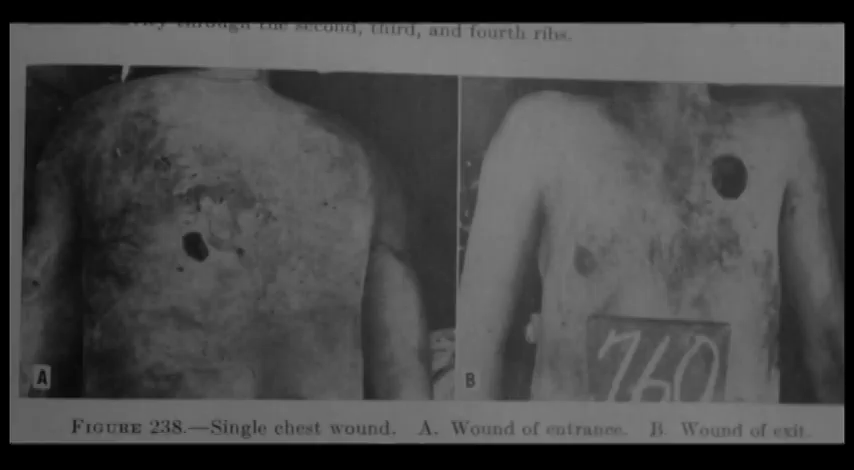 through the second, third, and fourth ribs.
A
B
760
FIGURE 238.—Single chest wound. A. Wound of entrance. B. Wound of exit.